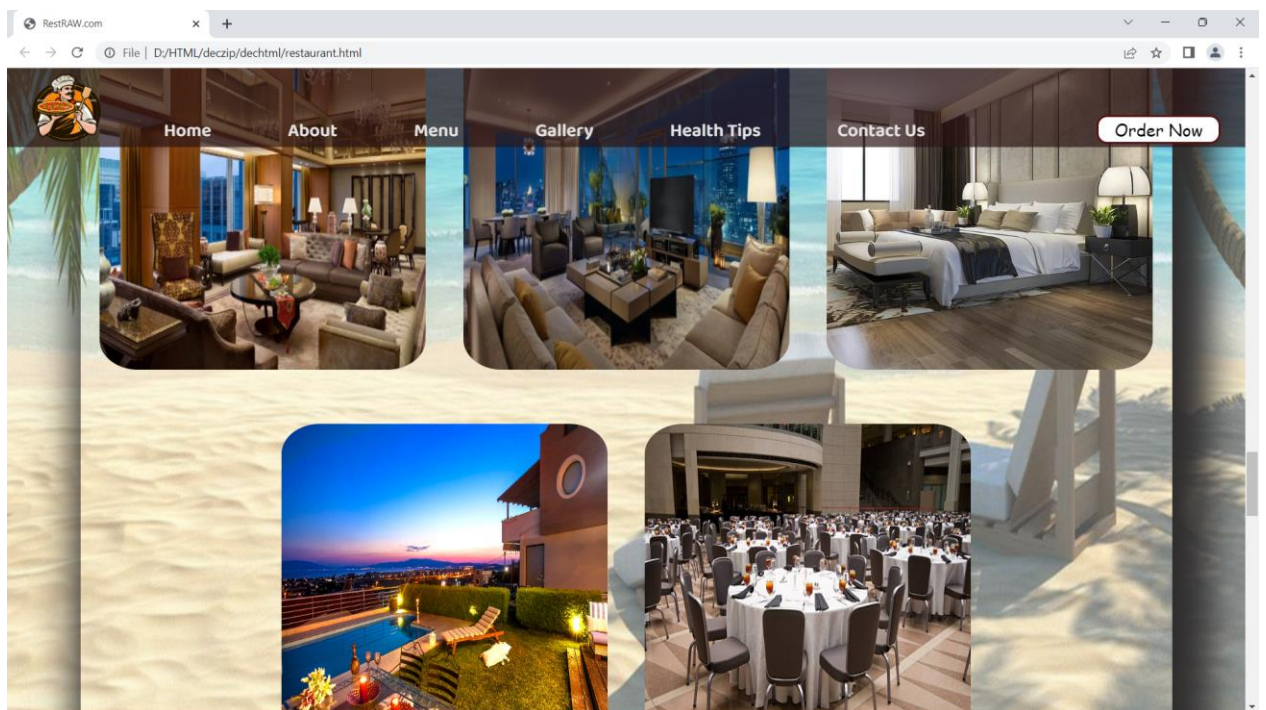 RestRAW.com
File | D:/HTML/deczip/dechtml/restaurant.html
Home About Menu Gallery Health Tips Contact Us Order Now